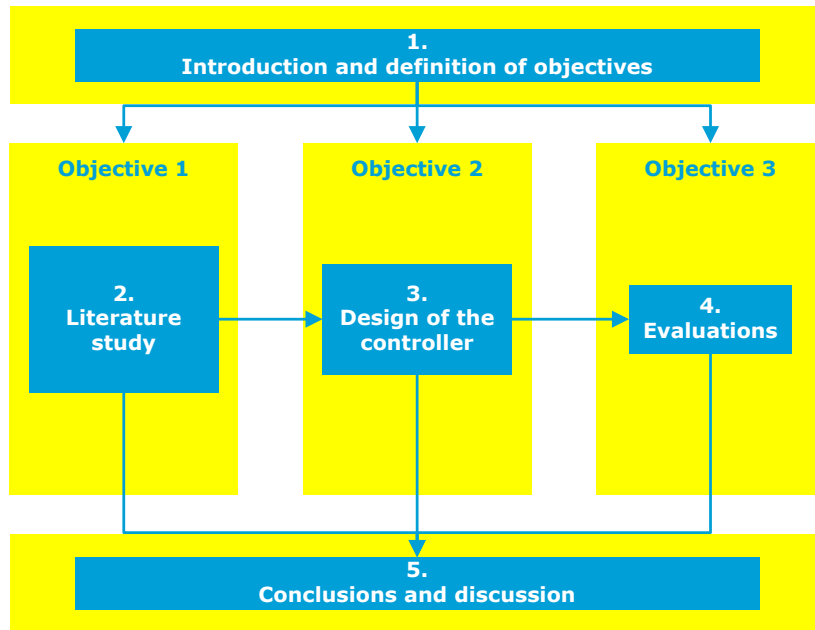 1.
Introduction and definition of objectives
Objective 1
Objective 2
Objective 3
2.
Literature
study
3.
Design of the
controller
4.
Evaluations
5.
Conclusions and discussion